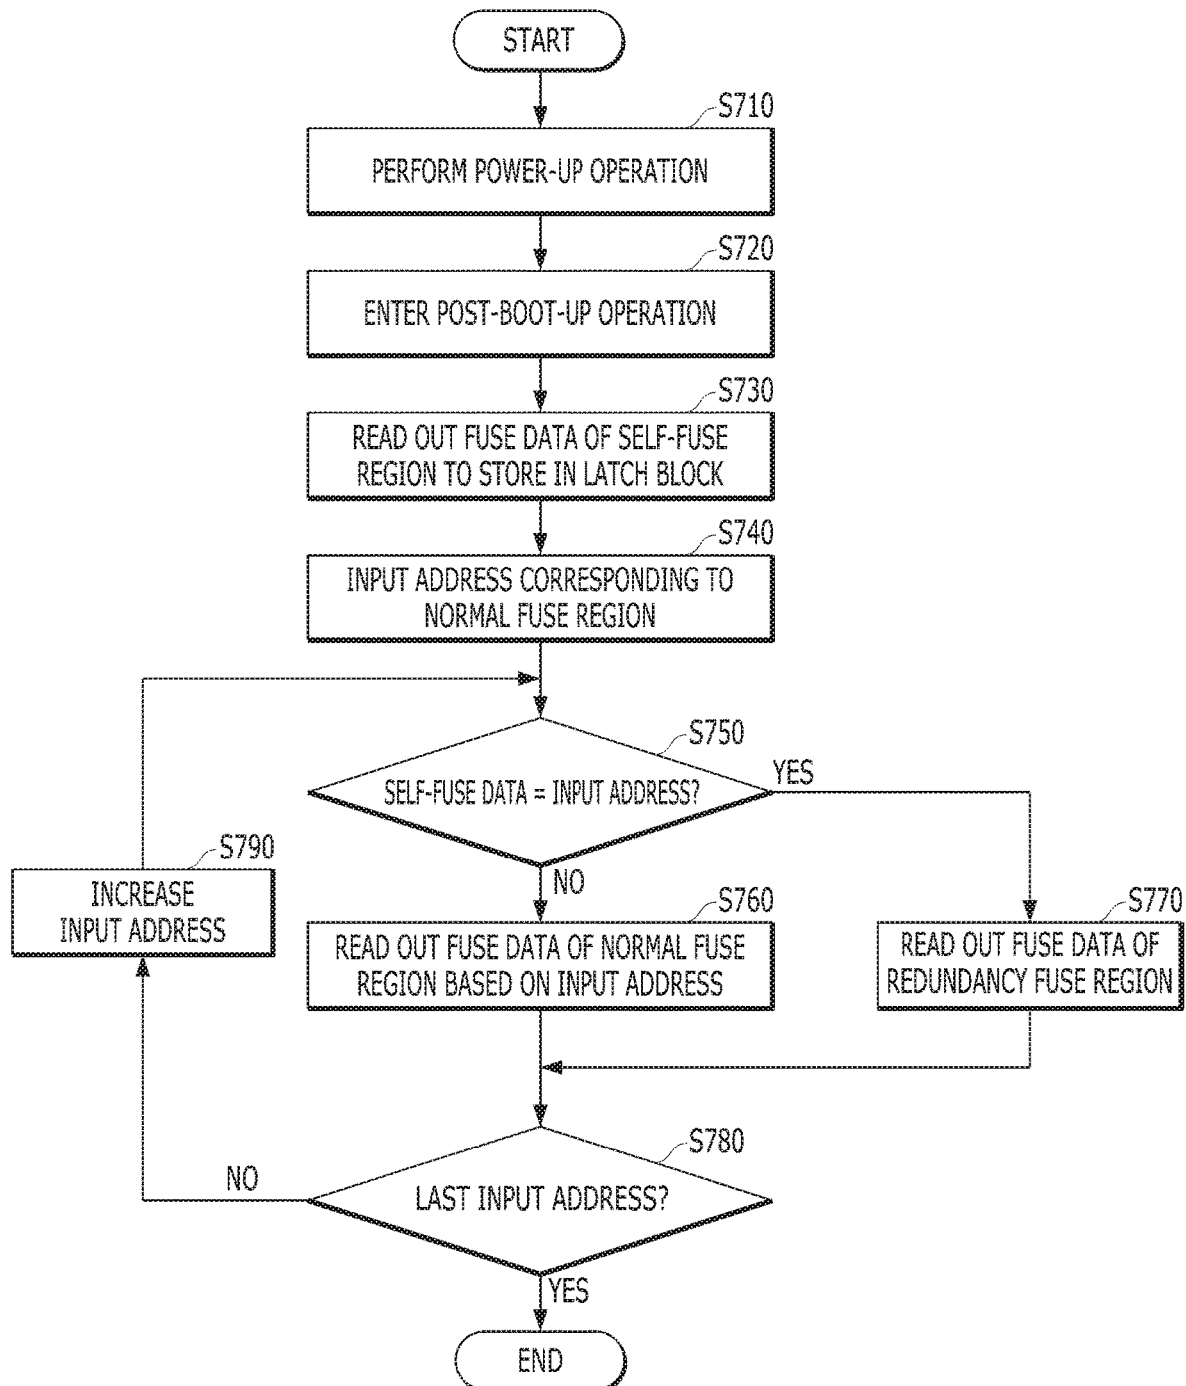 START
S710
PERFORM POWER-UP OPERATION
S720
ENTER POST-BOOT-UP OPERATION
S730
READ OUT FUSE DATA OF SELF-FUSE
REGION TO STORE IN LATCH BLOCK
S740
INPUT ADDRESS CORRESPONDING TO
NORMAL FUSE REGION
S750
SELF-FUSE DATA = INPUT ADDRESS?
YES
NO
S790
INCREASE
INPUT ADDRESS
S760
READ OUT FUSE DATA OF NORMAL FUSE
REGION BASED ON INPUT ADDRESS
S770
READ OUT FUSE DATA OF
REDUNDANCY FUSE REGION
S780
LAST INPUT ADDRESS?
NO
YES
END